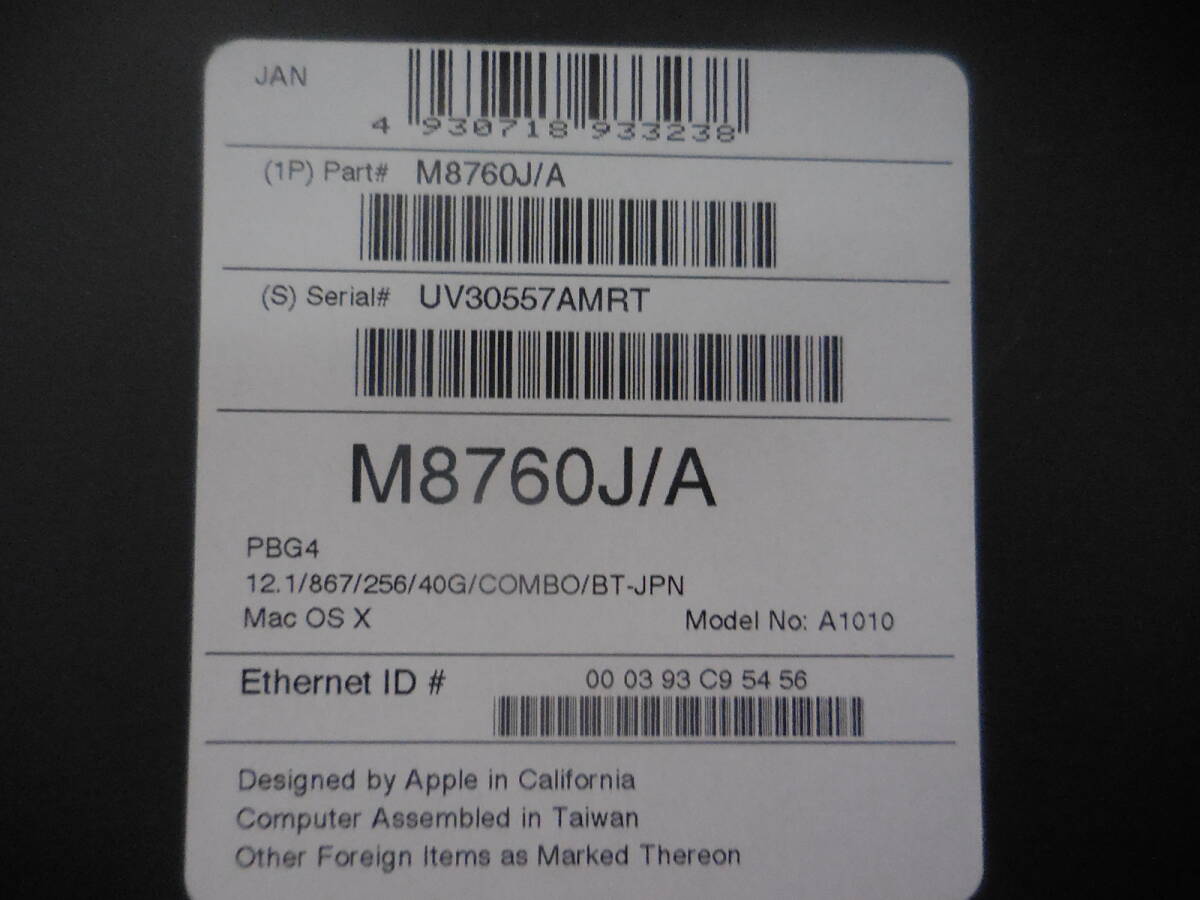 JAN
4 930718 933238
(1P) Part# M8760J/A
(S) Serial# UV30557AMRT
M8760J/A
PBG4
12.1/867/256/40G/COMBO/BT-JPN
Mac OS X Model No: A1010
Ethernet ID # 00 03 93 C9 54 56
Designed by Apple in California
Computer Assembled in Taiwan
Other Foreign Items as Marked Thereon